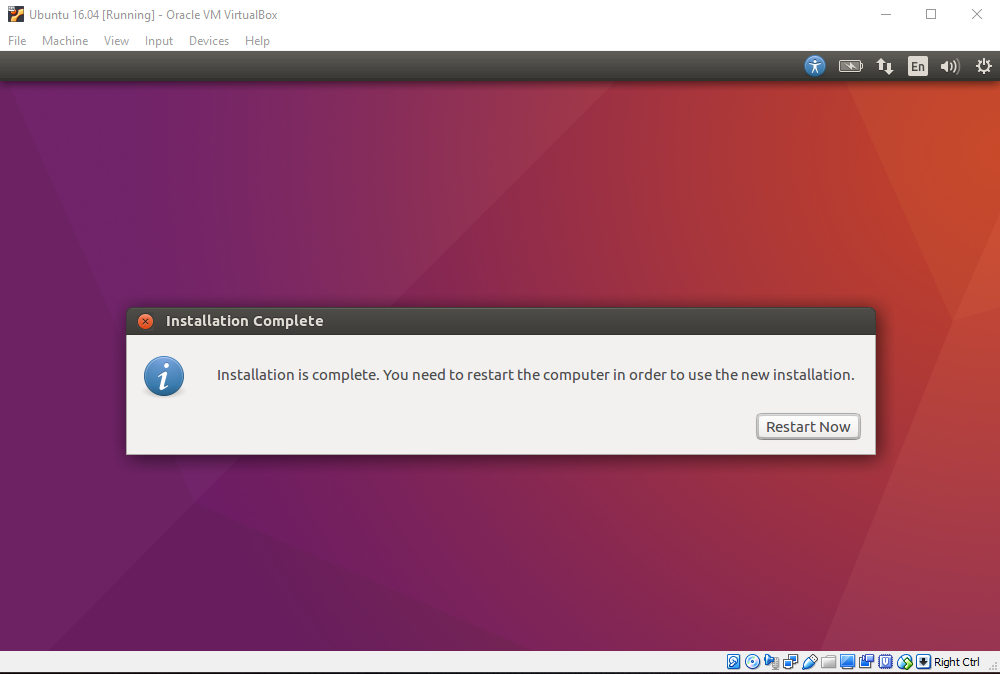 Ubuntu 16.04 [Running] - Oracle VM VirtualBox
File Machine View Input Devices Help
En
Installation Complete
Installation is complete. You need to restart the computer in order to use the new installation.
Restart Now
Right Ctrl